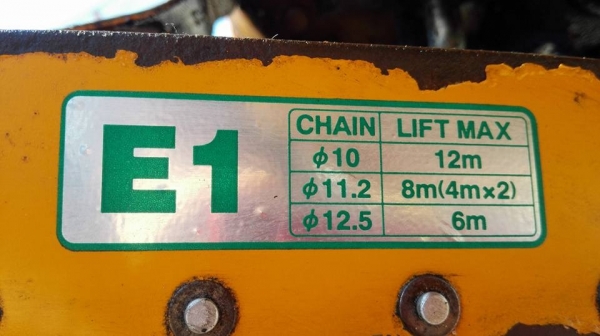 E1
CHAIN LIFT MAX
φ10 12m
φ11.2 8m(4m×2)
φ12.5 6m